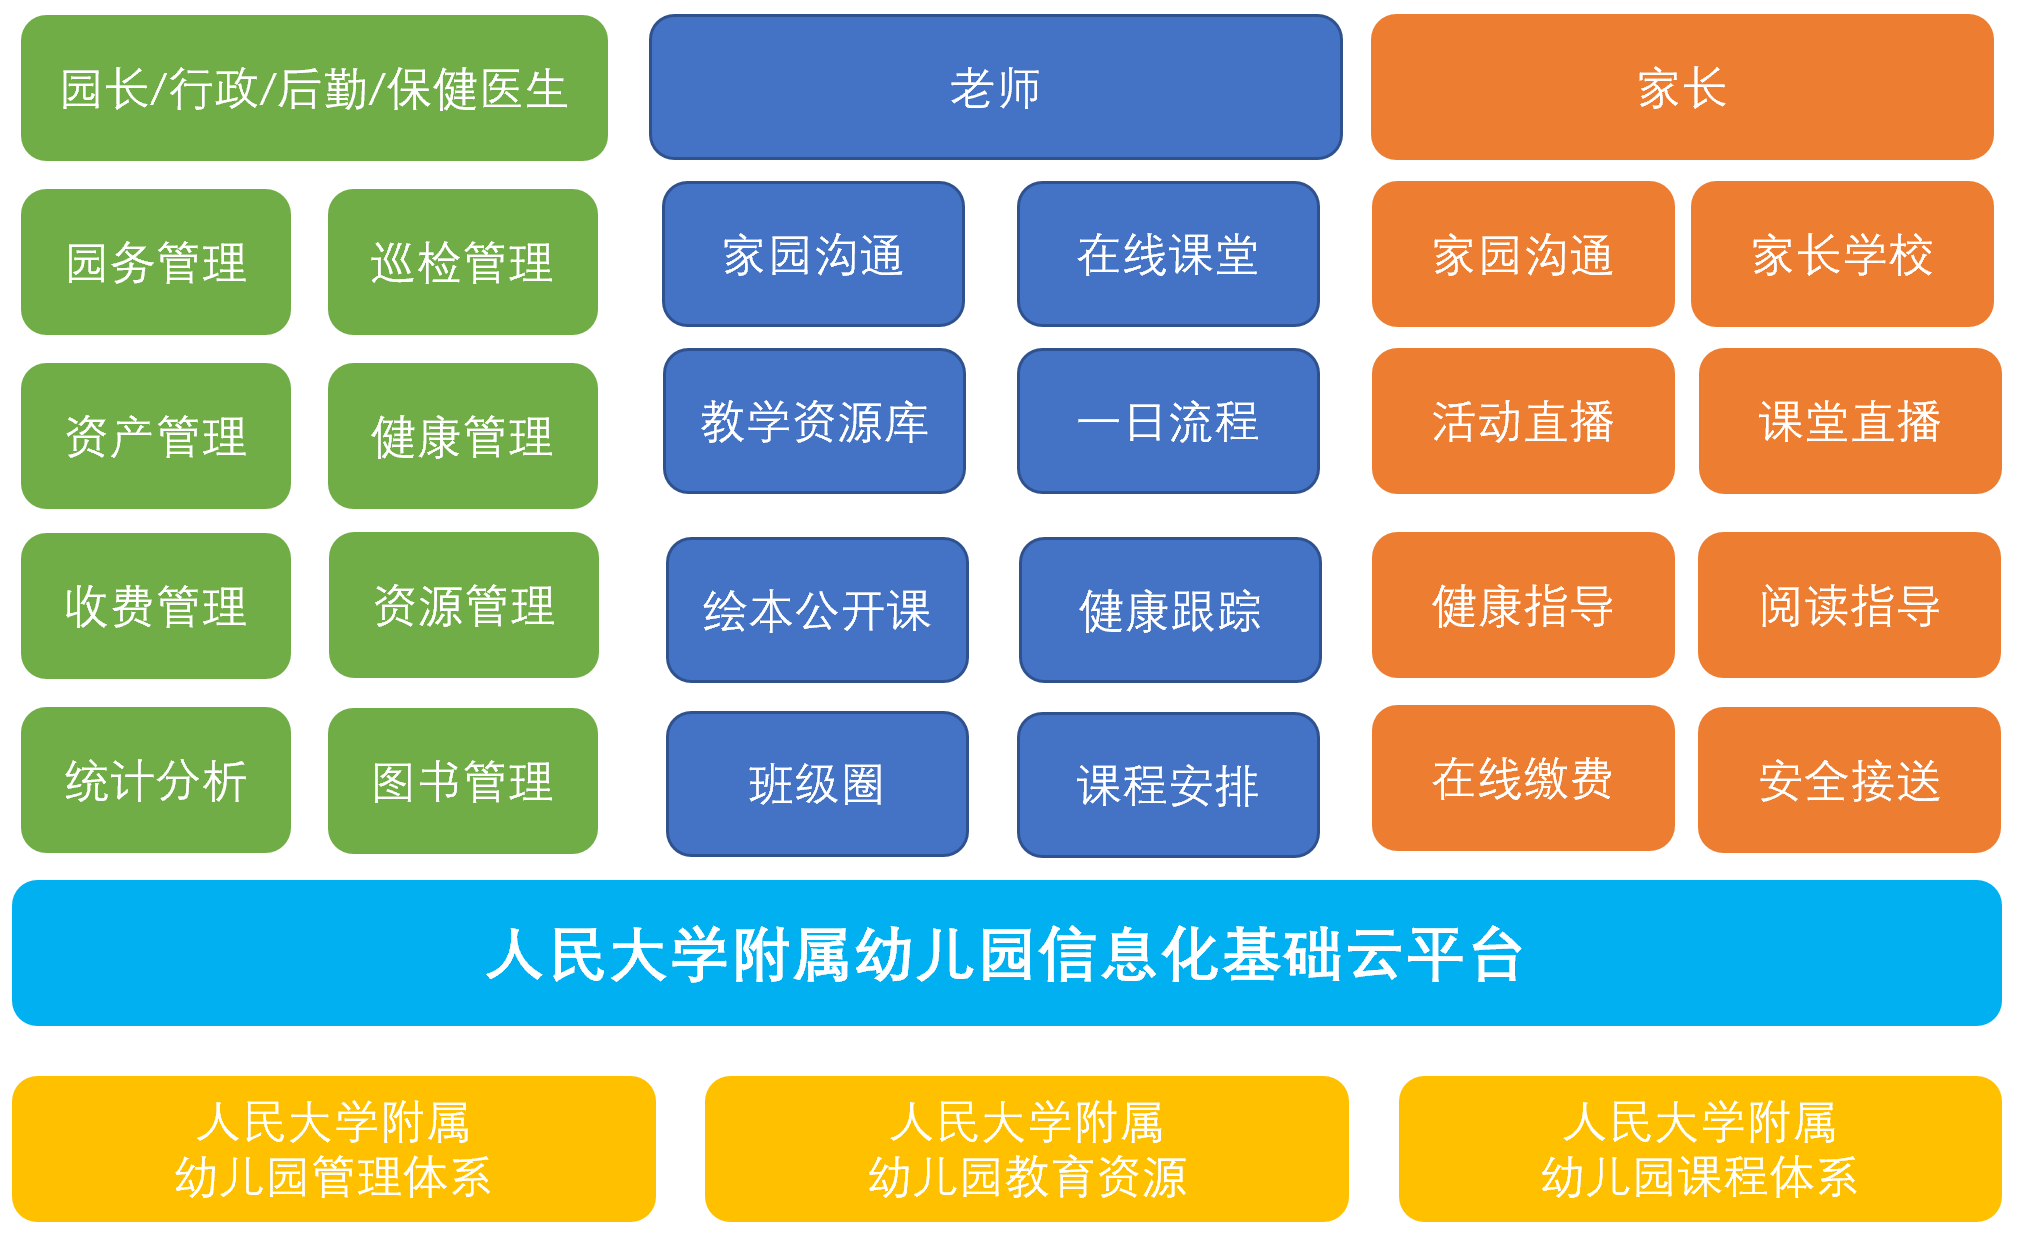 园长/行政/后勤/保健医生
老师
家长
园务管理
巡检管理
家园沟通
在线课堂
家园沟通
家长学校
资产管理
健康管理
教学资源库
一日流程
活动直播
课堂直播
收费管理
资源管理
绘本公开课
健康跟踪
健康指导
阅读指导
统计分析
图书管理
班级圈
课程安排
在线缴费
安全接送
人民大学附属幼儿园信息化基础云平台
人民大学附属
幼儿园管理体系
人民大学附属
幼儿园教育资源
人民大学附属
幼儿园课程体系